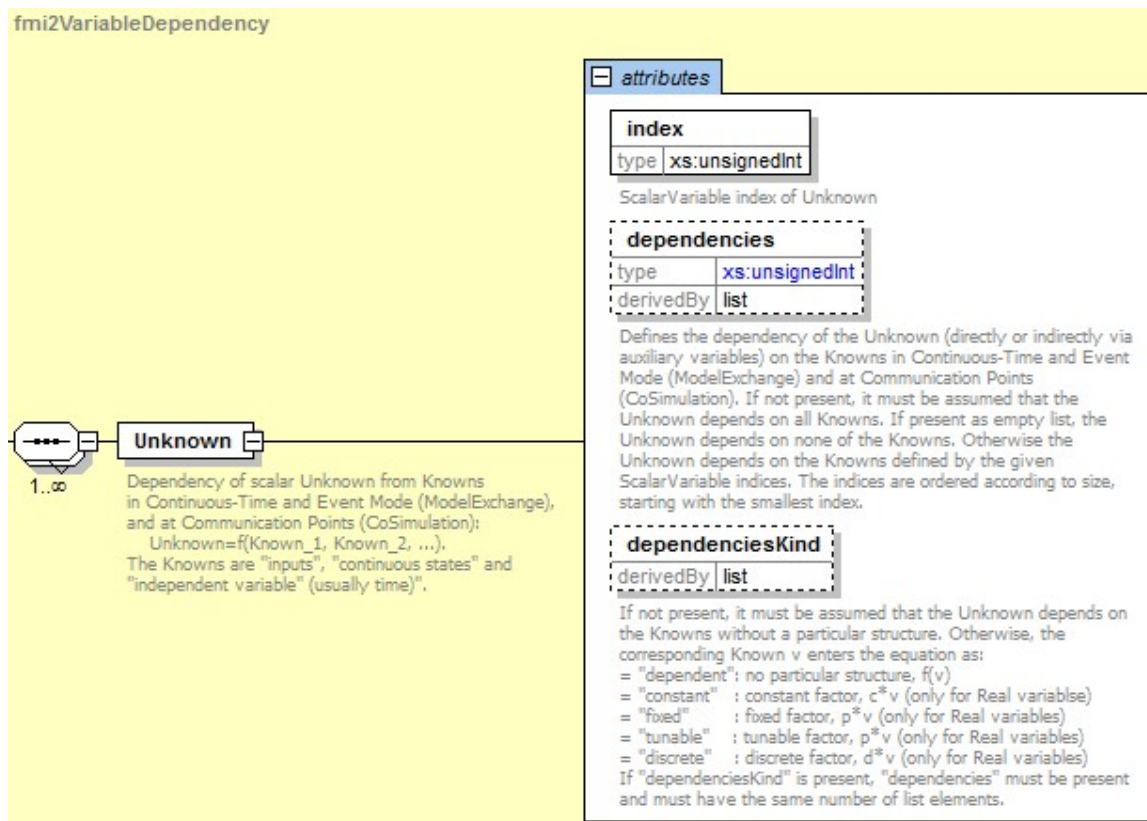 fmi2VariableDependency
attributes
index
type xs:unsignedInt
ScalarVariable index of Unknown
dependencies
type xs:unsignedInt
derivedBy list
Defines the dependency of the Unknown (directly or indirectly via
auxiliary variables) on the Knowns in Continuous-Time and Event
Mode (ModelExchange) and at Communication Points
(CoSimulation). If not present, it must be assumed that the
Unknown depends on all Knowns. If present as empty list, the
Unknown depends on none of the Knowns. Otherwise the
Unknown depends on the Knowns defined by the given
ScalarVariable indices. The indices are ordered according to size,
starting with the smallest index.
Unknown
1..∞
Dependency of scalar Unknown from Knowns
in Continuous-Time and Event Mode (ModelExchange),
and at Communication Points (CoSimulation):
Unknown=f(Known_1, Known_2, ...).
The Knowns are "inputs", "continuous states" and
"independent variable" (usually time)".
dependenciesKind
derivedBy list
If not present, it must be assumed that the Unknown depends on
the Knowns without a particular structure. Otherwise, the
corresponding Known v enters the equation as:
= "dependent": no particular structure, f(v)
= "constant" : constant factor, c*v (only for Real variablse)
= "fixed" : fixed factor, p*v (only for Real variables)
= "tunable" : tunable factor, p*v (only for Real variables)
= "discrete" : discrete factor, d*v (only for Real variables)
If "dependenciesKind" is present, "dependencies" must be present
and must have the same number of list elements.